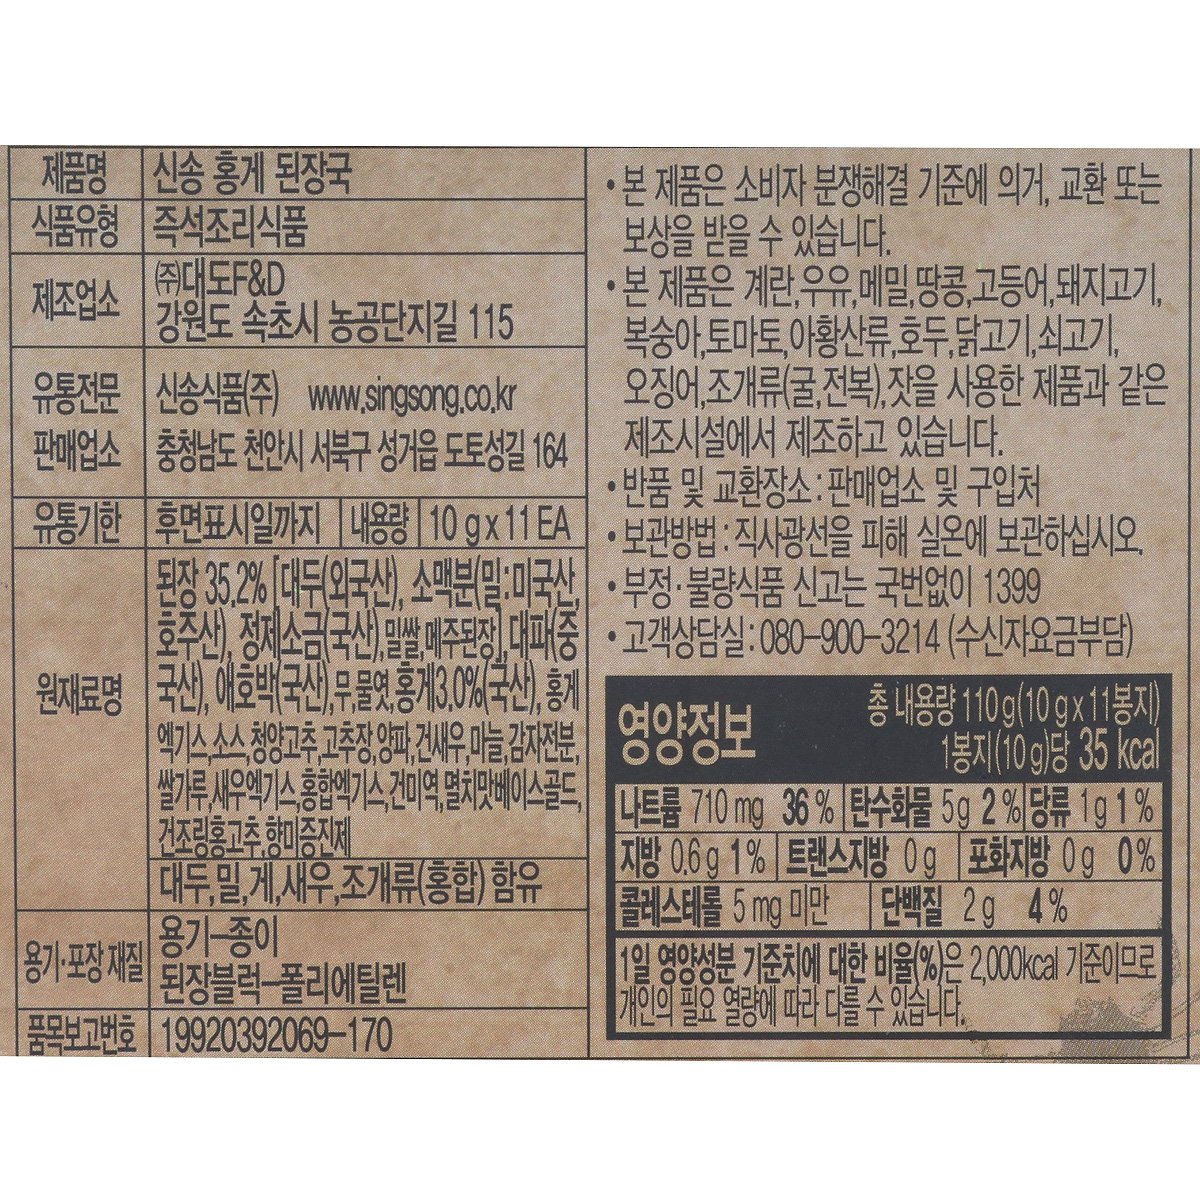 제품명 신송 홍게 된장국
식품유형 즉석조리식품
제조업소 ㈜대도F&D
강원도 속초시 농공단지길 115
유통전문 신송식품(주) www.singsong.co.kr
판매업소 충청남도 천안시 서북구 성거읍 도토성길 164
유통기한 후면표시일까지 내용량 10 g x 11 EA
원재료명
된장 35.2% [대두(외국산), 소맥분(밀:미국산,
호주산), 정제소금(국산), 밀쌀, 메주된장], 대파(중
국산), 애호박(국산), 무, 물엿, 홍게3.0%(국산), 홍게
엑기스, 소스, 청양고추, 고추장, 양파, 건새우, 마늘, 감자전분,
쌀가루, 새우엑기스, 홍합엑기스, 건미역, 멸치맛베이스골드,
건조링홍고추, 향미증진제
대두, 밀, 게, 새우, 조개류(홍합) 함유
용기·포장 재질 용기-종이
된장블럭-폴리에틸렌
품목보고번호 19920392069-170
•본 제품은 소비자 분쟁해결 기준에 의거, 교환 또는
보상을 받을 수 있습니다.
•본 제품은 계란,우유,메밀,땅콩,고등어,돼지고기,
복숭아,토마토,아황산류,호두,닭고기,쇠고기,
오징어,조개류(굴,전복),잣을 사용한 제품과 같은
제조시설에서 제조하고 있습니다.
•반품 및 교환장소:판매업소 및 구입처
•보관방법:직사광선을 피해 실온에 보관하십시오.
•부정·불량식품 신고는 국번없이 1399
•고객상담실:080-900-3214 (수신자요금부담)
영양정보
총 내용량 110 g(10 g x 11봉지)
1봉지(10 g)당 35 kcal
나트륨 710 mg 36 % 탄수화물 5 g 2 % 당류 1 g 1 %
지방 0.6 g 1 % 트랜스지방 0 g 포화지방 0 g 0 %
콜레스테롤 5 mg 미만 단백질 2 g 4 %
1일 영양성분 기준치에 대한 비율(%)은 2,000kcal 기준이므로
개인의 필요 열량에 따라 다를 수 있습니다.